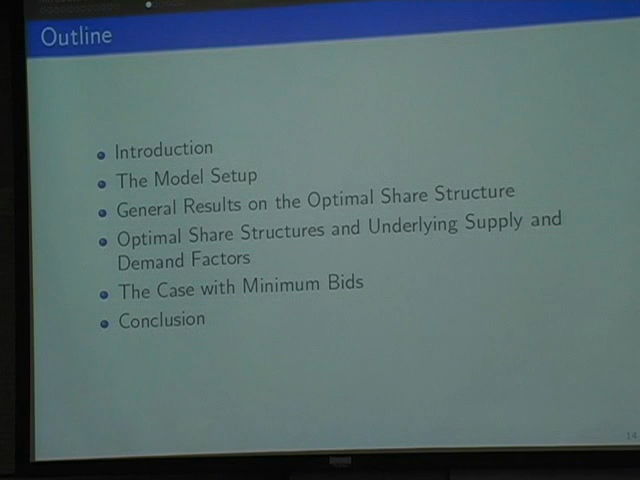 Outline
Introduction
The Model Setup
General Results on the Optimal Share Structure
Optimal Share Structures and Underlying Supply and
Demand Factors
The Case with Minimum Bids
Conclusion
14